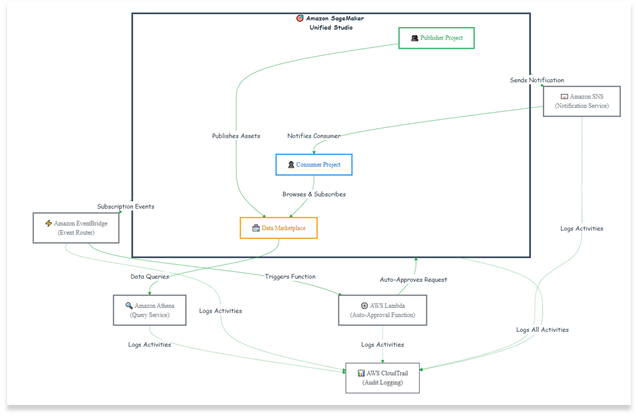 Amazon SageMaker
Unified Studio
Publisher Project
Sends Notification
Amazon SNS
(Notification Service)
Publishes Assets
Notifies Consumer
Consumer Project
Browses & Subscribes
Subscription Events
Amazon EventBridge
(Event Router)
Data Marketplace
Logs Activities
Data Queries
Triggers Function
Auto-Approves Request
Amazon Athena
(Query Service)
Logs Activities
AWS Lambda
(Auto-Approval Function)
Logs All Activities
Logs Activities
Logs Activities
AWS CloudTrail
(Audit Logging)